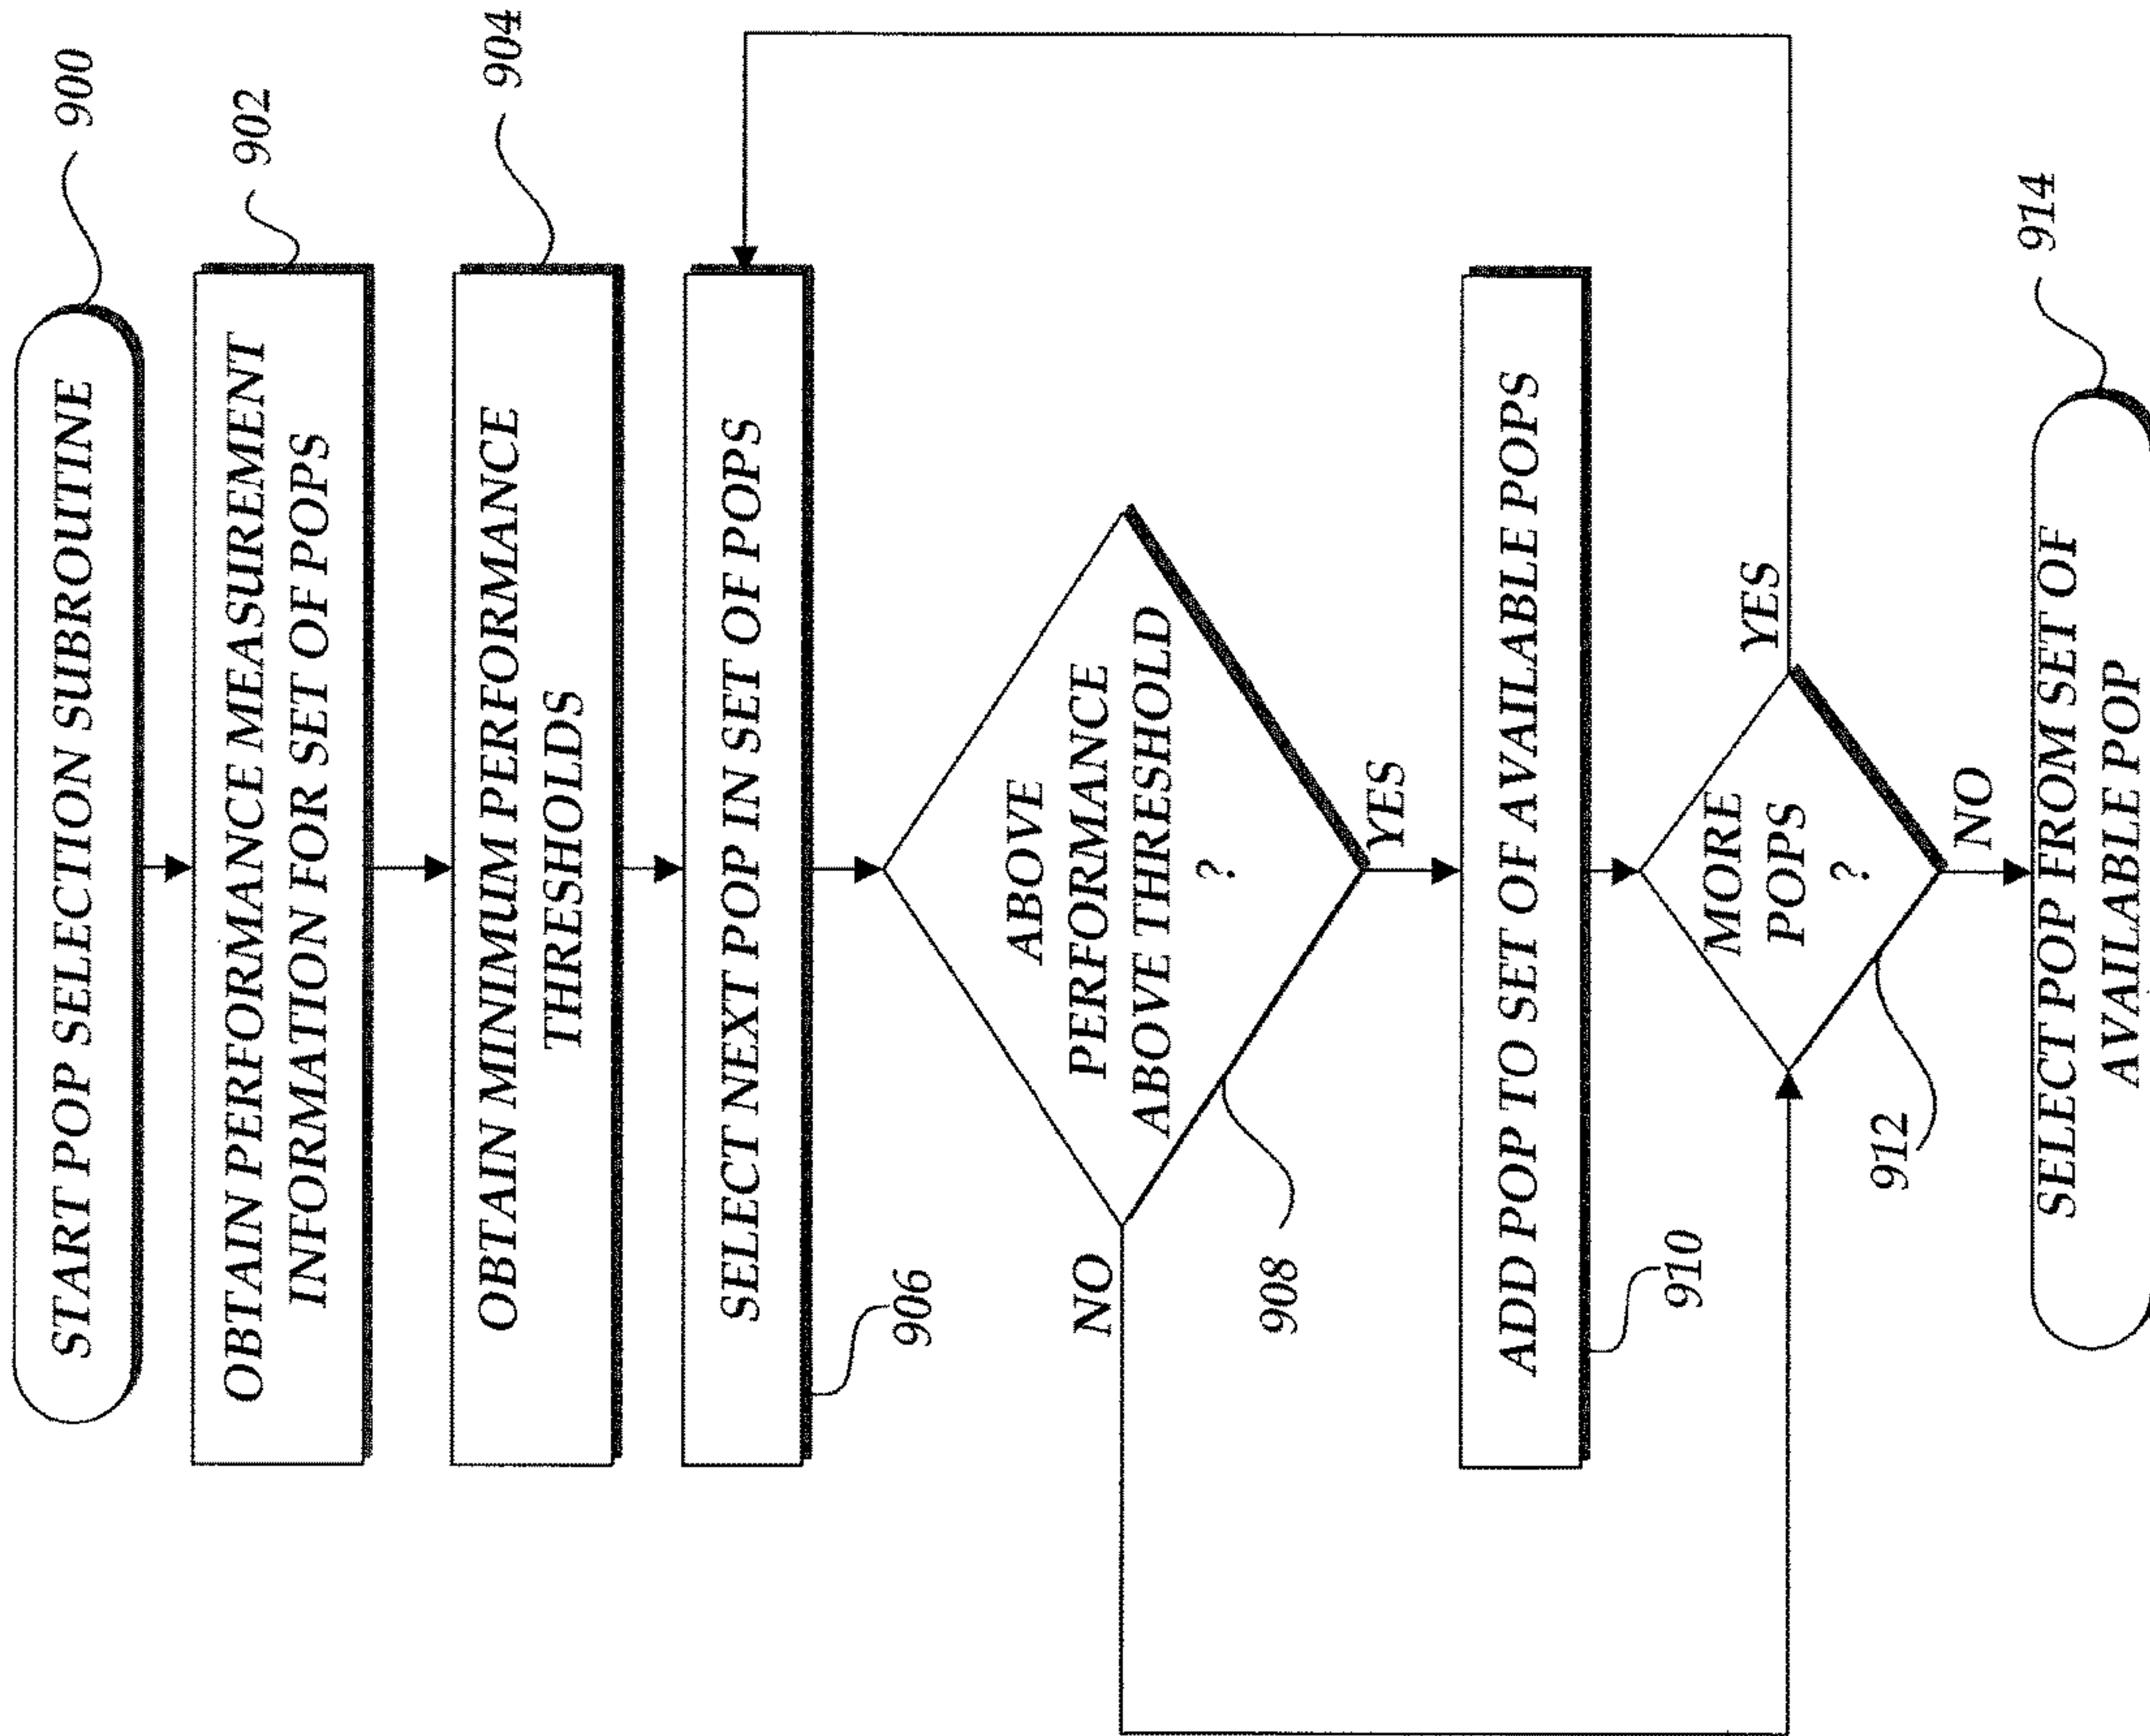 START POP SELECTION SUBROUTINE
900
OBTAIN PERFORMANCE MEASUREMENT
INFORMATION FOR SET OF POPS
902
OBTAIN MINIMUM PERFORMANCE
THRESHOLDS
904
SELECT NEXT POP IN SET OF POPS
906
ABOVE
PERFORMANCE
ABOVE THRESHOLD
?
NO
908
YES
ADD POP TO SET OF AVAILABLE POPS
910
MORE
POPS
?
YES
912
NO
SELECT POP FROM SET OF
AVAILABLE POP
914